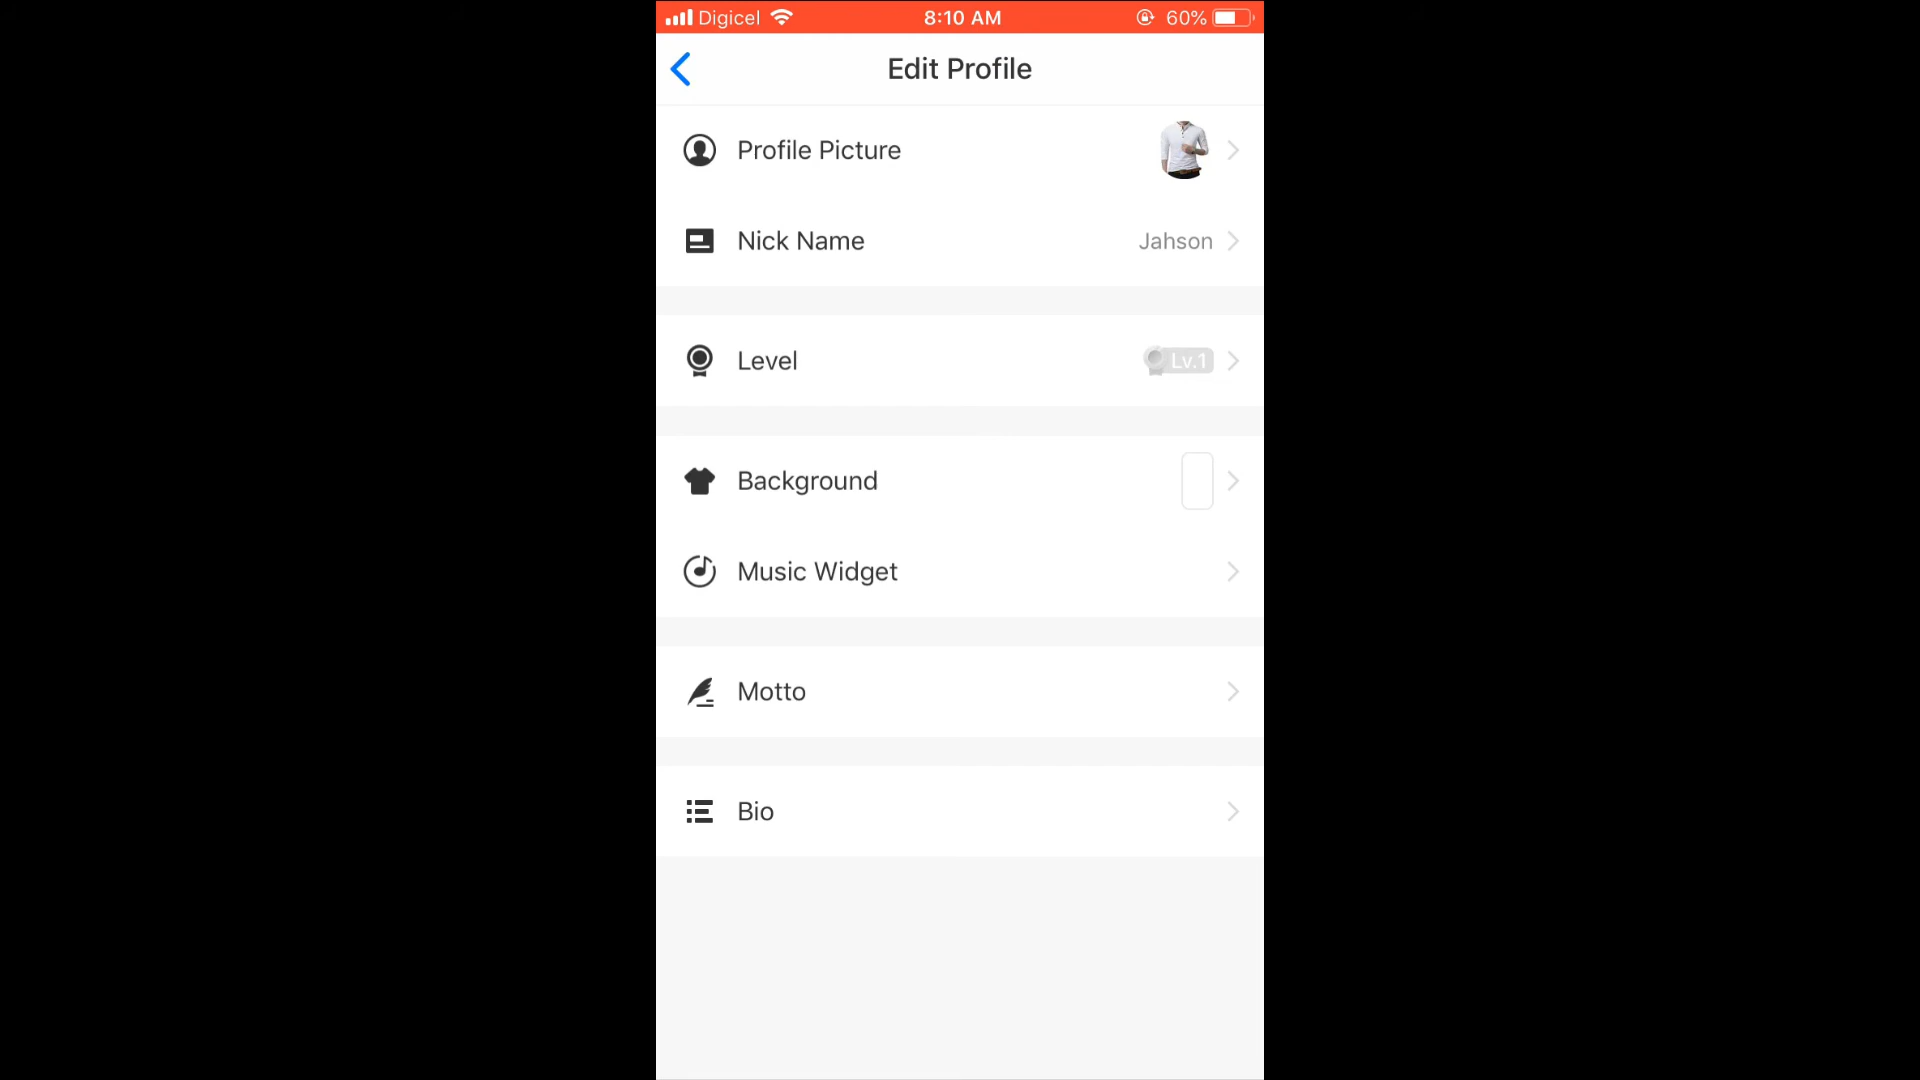 Digicel 8:10 AM 60%
Edit Profile
Profile Picture
Nick Name Jahson
Level Lv.1
Background
Music Widget
Motto
Bio